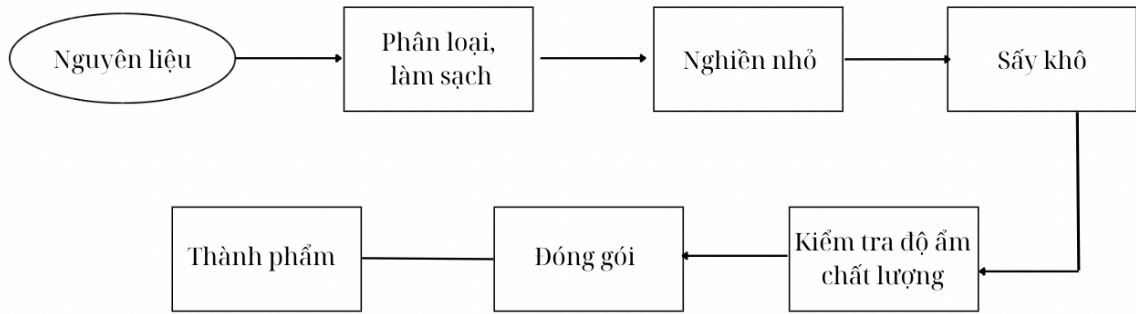 Nguyên liệu
Phân loại,
làm sạch
Nghiền nhỏ
Sấy khô
Kiểm tra độ ẩm
chất lượng
Đóng gói
Thành phẩm